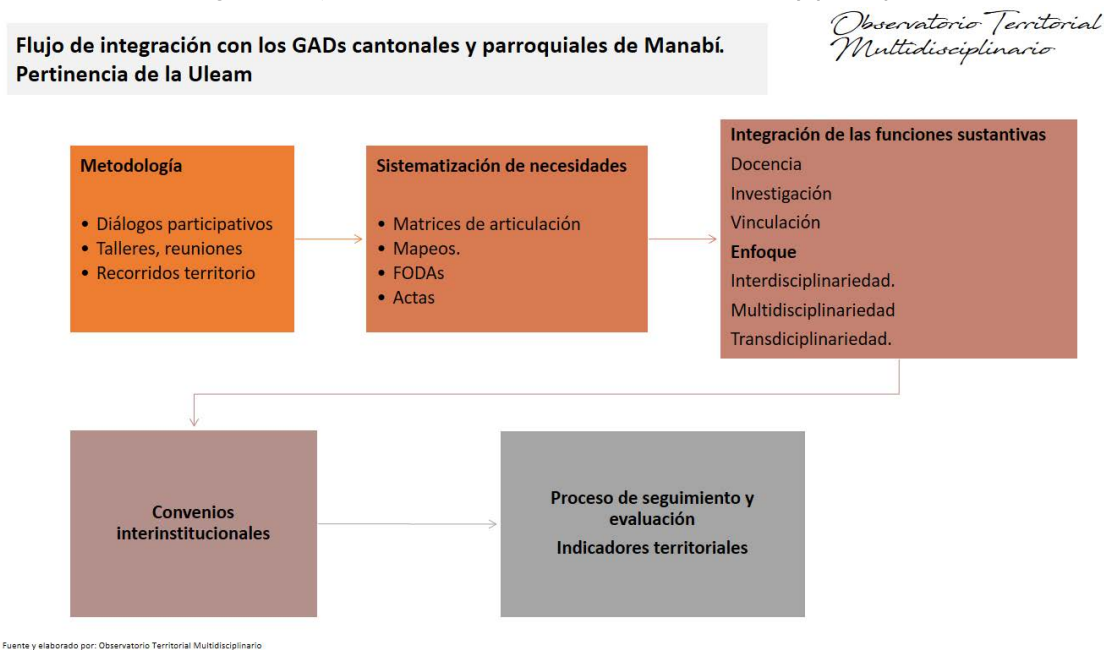 Flujo de integración con los GADs cantonales y parroquiales de Manabí.
Pertinencia de la Uleam
Observatorio Territorial
Multidisciplinario
Metodología
• Diálogos participativos
• Talleres, reuniones
• Recorridos territorio
Sistematización de necesidades
• Matrices de articulación
• Mapeos.
• FODAs
• Actas
Integración de las funciones sustantivas
Docencia
Investigación
Vinculación
Enfoque
Interdisciplinariedad.
Multidisciplinariedad
Transdiciplinariedad.
Convenios
interinstitucionales
Proceso de seguimiento y
evaluación
Indicadores territoriales
Fuente y elaborado por: Observatorio Territorial Multidisciplinario